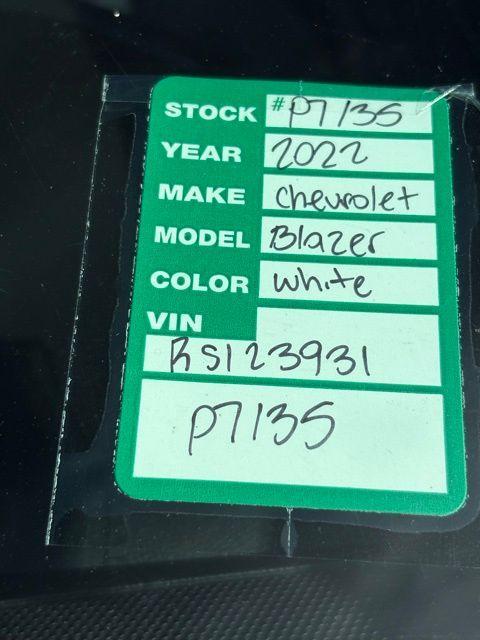 STOCK #P7135
YEAR 2022
MAKE Chevrolet
MODEL Blazer
COLOR White
VIN
RS123931
P7135